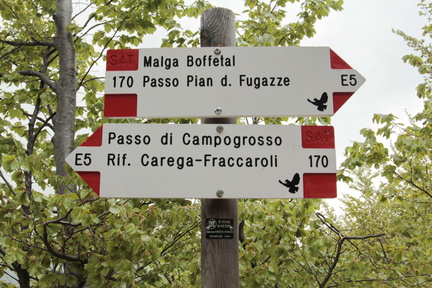 SAT Malga Boffetal
170 Passo Pian d. Fugazze E5
Passo di Campogrosso SAT
E5 Rif. Carega-Fraccaroli 170